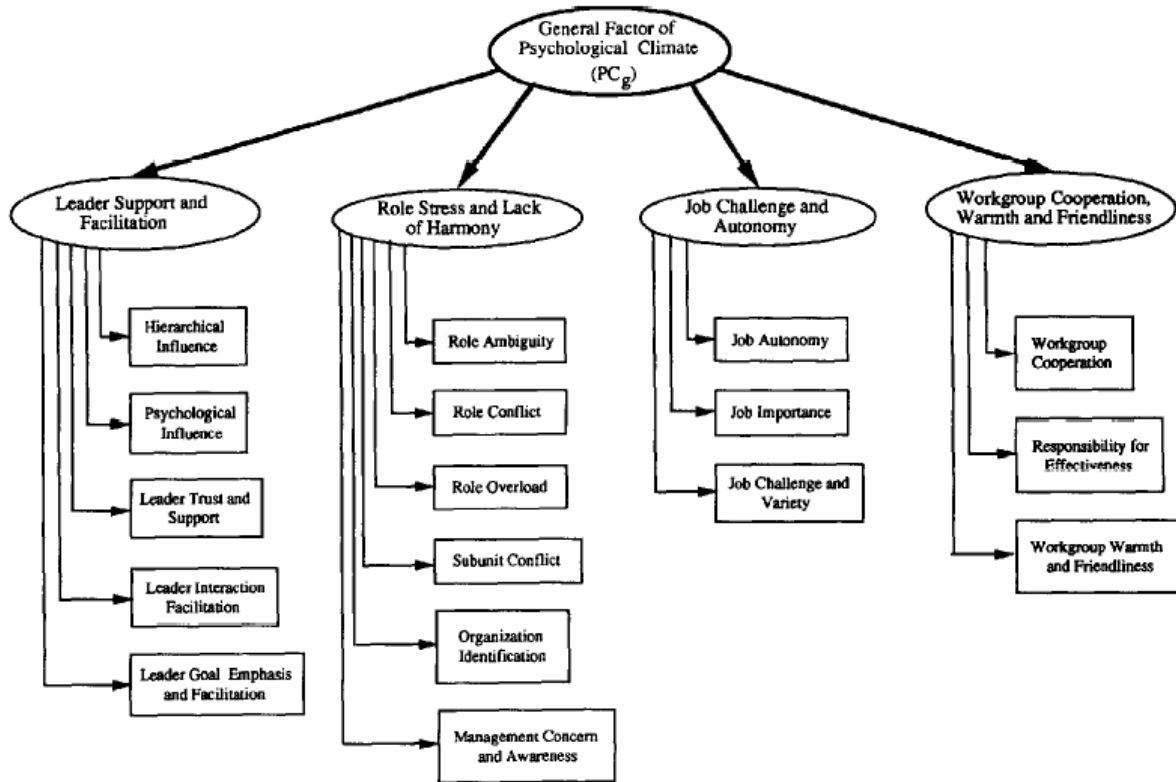 General Factor of
Psychological Climate
(PCg)
Leader Support and
Facilitation
Hierarchical
Influence
Psychological
Influence
Leader Trust and
Support
Leader Interaction
Facilitation
Leader Goal Emphasis
and Facilitation
Role Stress and Lack
of Harmony
Role Ambiguity
Role Conflict
Role Overload
Subunit Conflict
Organization
Identification
Management Concern
and Awareness
Job Challenge and
Autonomy
Job Autonomy
Job Importance
Job Challenge and
Variety
Workgroup Cooperation,
Warmth and Friendliness
Workgroup
Cooperation
Responsibility for
Effectiveness
Workgroup Warmth
and Friendliness